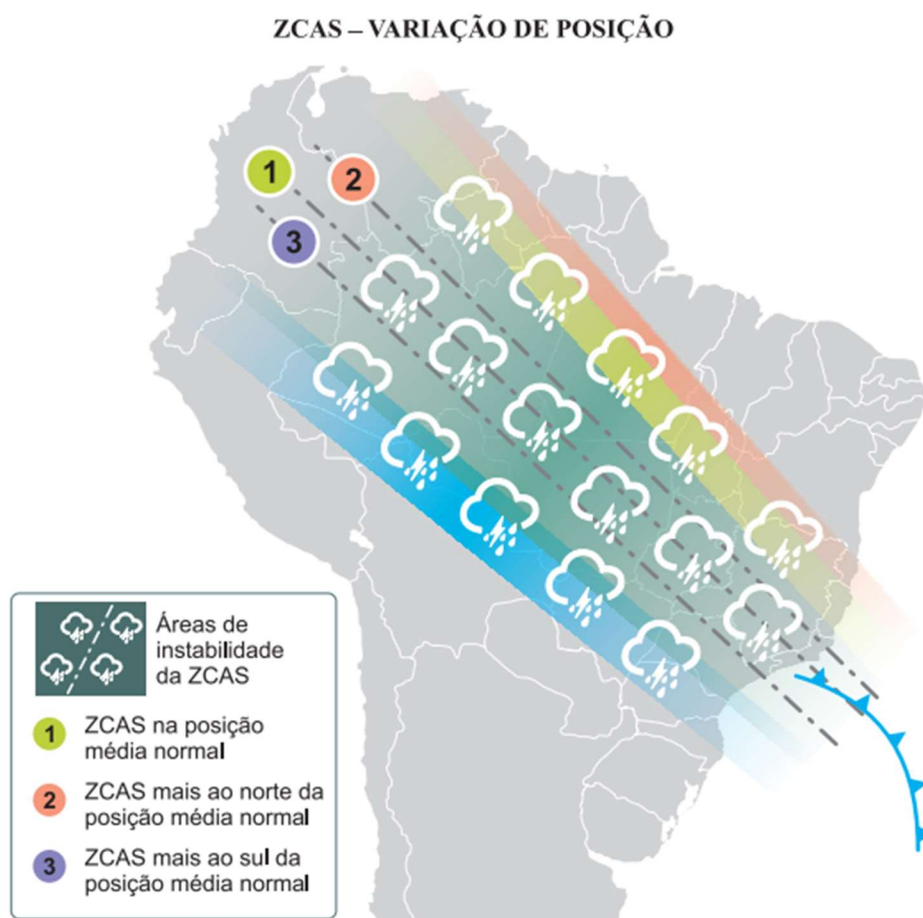 ZCAS – VARIAÇÃO DE POSIÇÃO
1
2
3
Áreas de
instabilidade
da ZCAS
1
ZCAS na posição
média normal
2
ZCAS mais ao norte da
posição média normal
3
ZCAS mais ao sul da
posição média normal